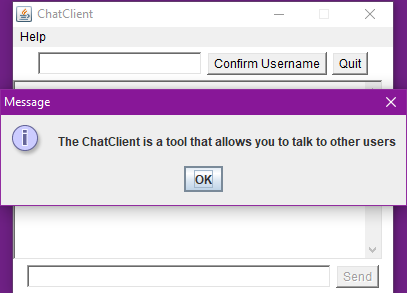 ChatClient
Help
Confirm Username
Quit
Message
The ChatClient is a tool that allows you to talk to other users
OK
Send